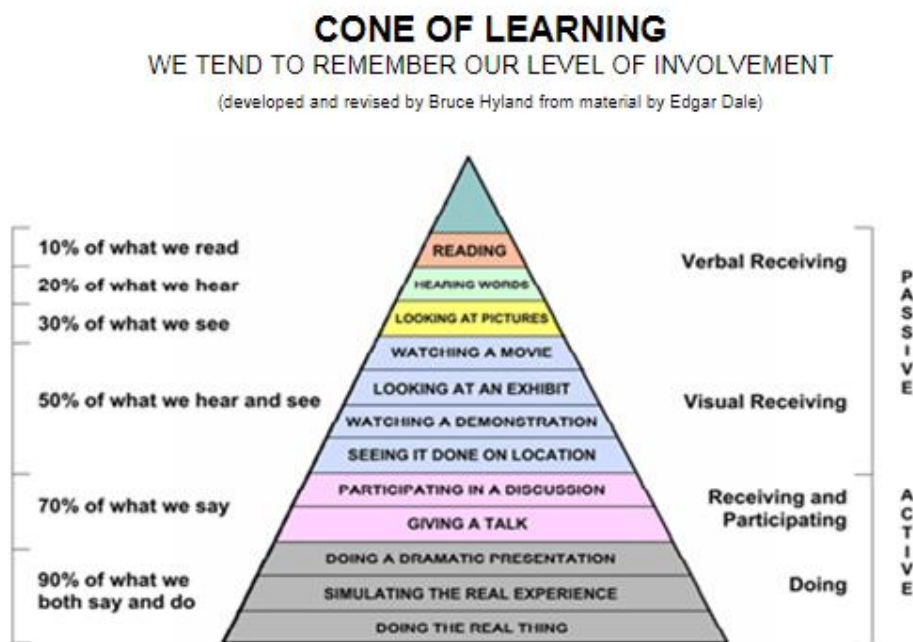 CONE OF LEARNING
WE TEND TO REMEMBER OUR LEVEL OF INVOLVEMENT
(developed and revised by Bruce Hyland from material by Edgar Dale)
10% of what we read
READING
Verbal Receiving
20% of what we hear
HEARING WORDS
30% of what we see
LOOKING AT PICTURES
WATCHING A MOVIE
50% of what we hear and see
LOOKING AT AN EXHIBIT
Visual Receiving
WATCHING A DEMONSTRATION
SEEING IT DONE ON LOCATION
PASSIVE
70% of what we say
PARTICIPATING IN A DISCUSSION
GIVING A TALK
Receiving and
Participating
90% of what we
both say and do
DOING A DRAMATIC PRESENTATION
SIMULATING THE REAL EXPERIENCE
DOING THE REAL THING
Doing
ACTIVE